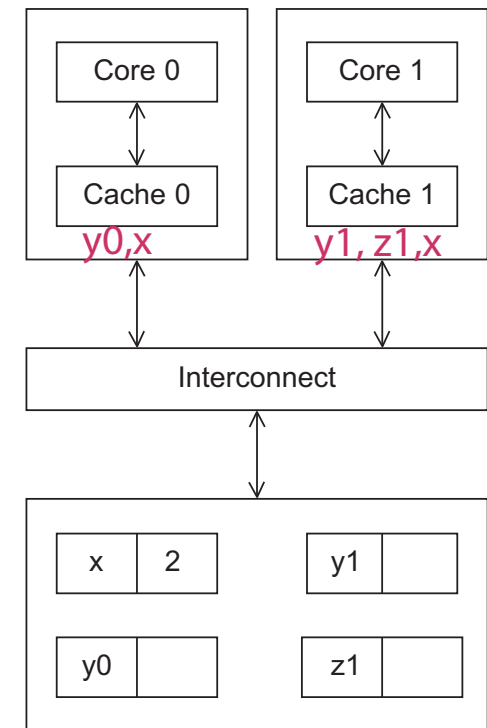 Core 0
Core 1
Cache 0
Cache 1
y0,x
y1, z1,x
Interconnect
x 2
y1
y0
z1